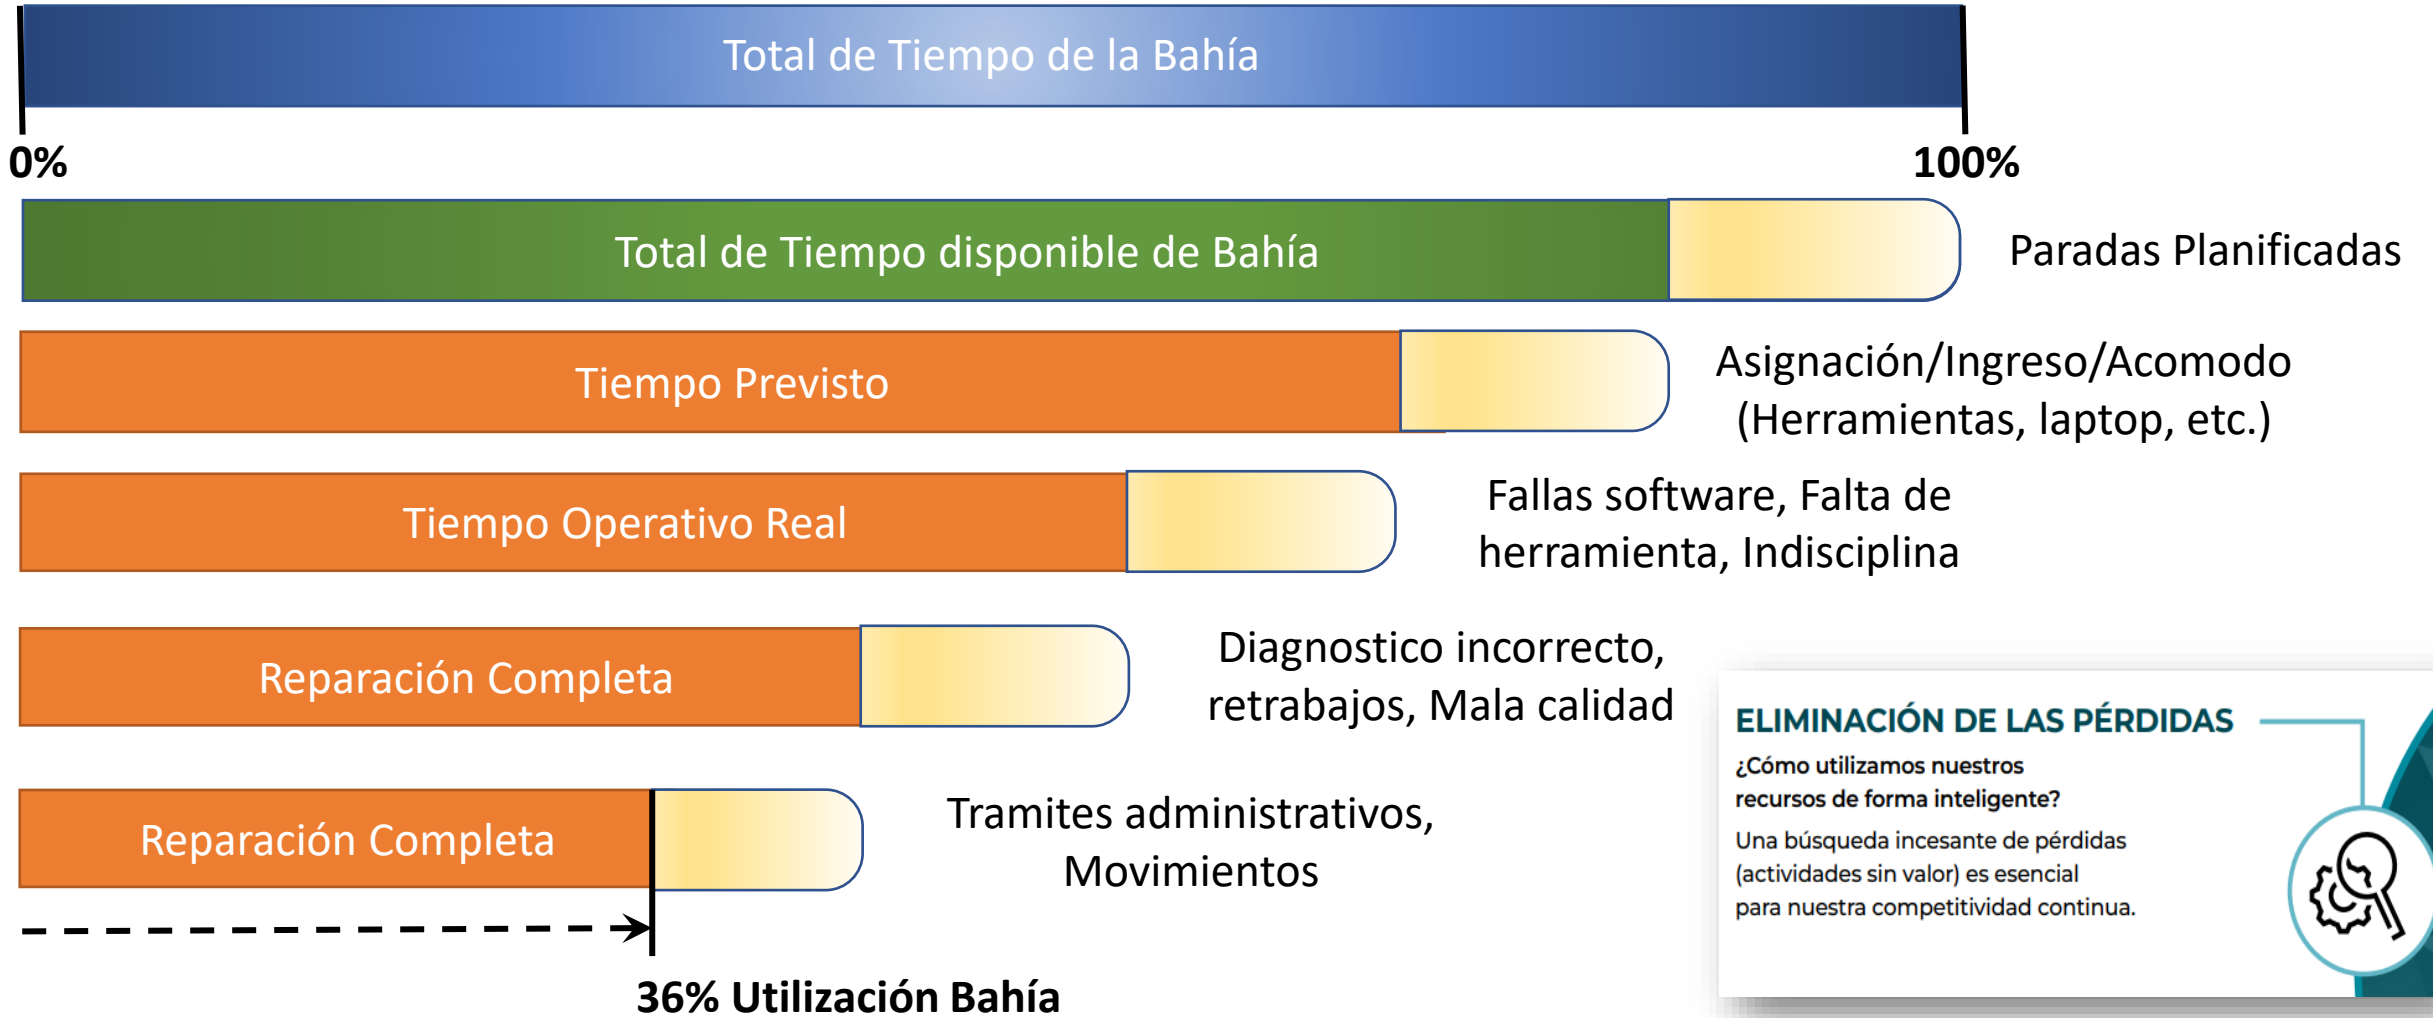 Total de Tiempo de la Bahía
0%
100%
Total de Tiempo disponible de Bahía
Paradas Planificadas
Tiempo Previsto
Asignación/Ingreso/Acomodo
(Herramientas, laptop, etc.)
Tiempo Operativo Real
Fallas software, Falta de
herramienta, Indisciplina
Reparación Completa
Diagnostico incorrecto,
retrabajos, Mala calidad
Reparación Completa
Tramites administrativos,
Movimientos
36% Utilización Bahía
ELIMINACIÓN DE LAS PÉRDIDAS
¿Cómo utilizamos nuestros
recursos de forma inteligente?
Una búsqueda incesante de pérdidas
(actividades sin valor) es esencial
para nuestra competitividad continua.